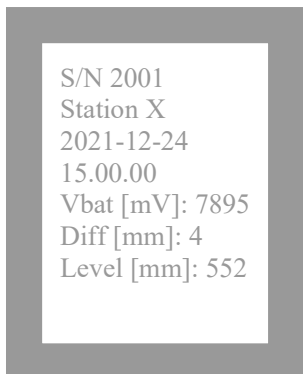 S/N 2001
Station X
2021-12-24
15.00.00
Vbat [mV]: 7895
Diff [mm]: 4
Level [mm]: 552